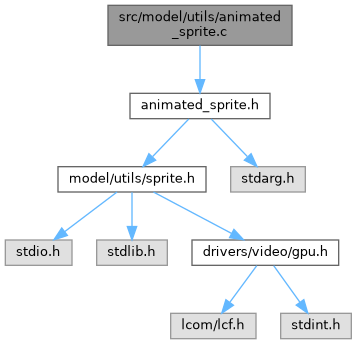 src/model/utils/animated
_sprite.c
animated_sprite.h
model/utils/sprite.h
stdarg.h
stdio.h
stdlib.h
drivers/video/gpu.h
lcom/lcf.h
stdint.h